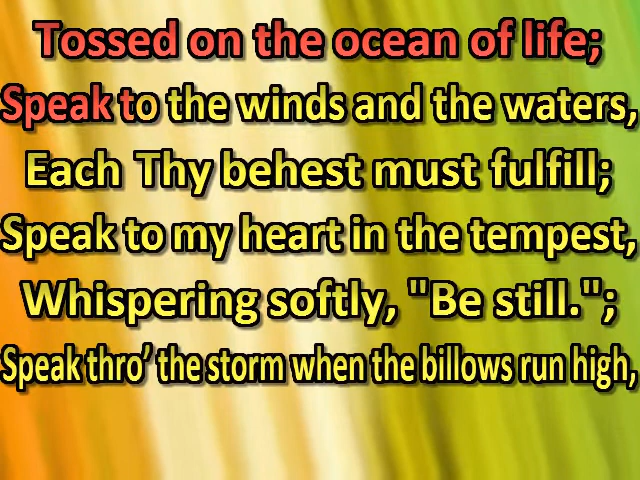 Tossed on the ocean of life;
Speak to the winds and the waters,
Each Thy behest must fulfill;
Speak to my heart in the tempest,
Whispering softly, "Be still.";
Speak thro’ the storm when the billows run high,